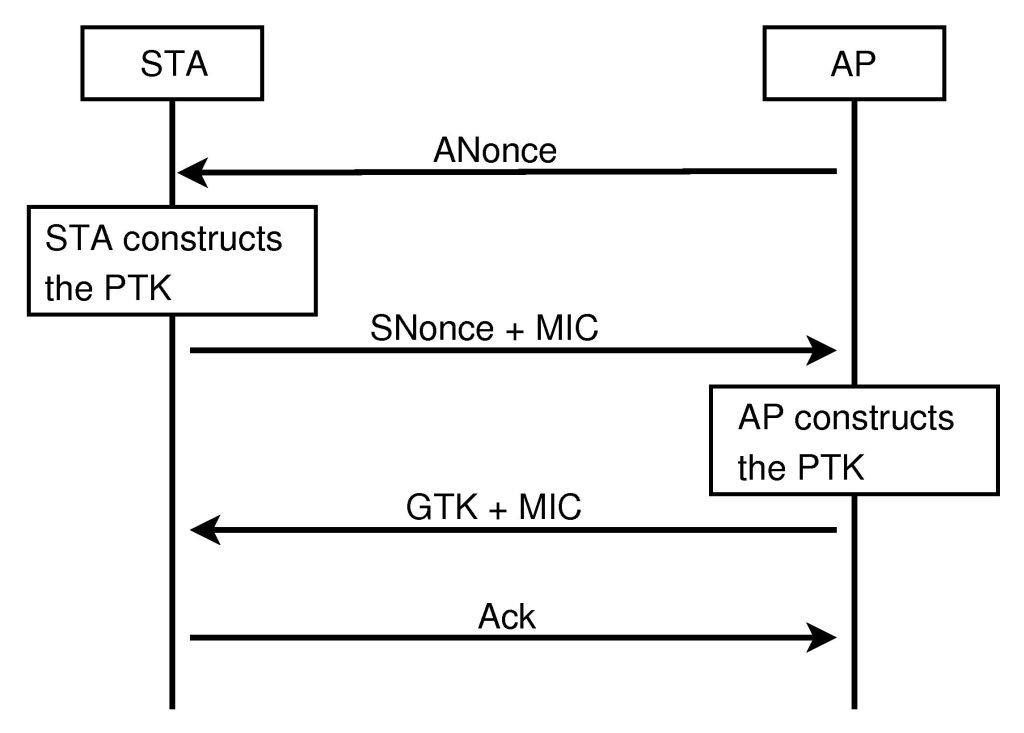 STA
AP
ANonce
STA constructs
the PTK
SNonce + MIC
AP constructs
the PTK
GTK + MIC
Ack